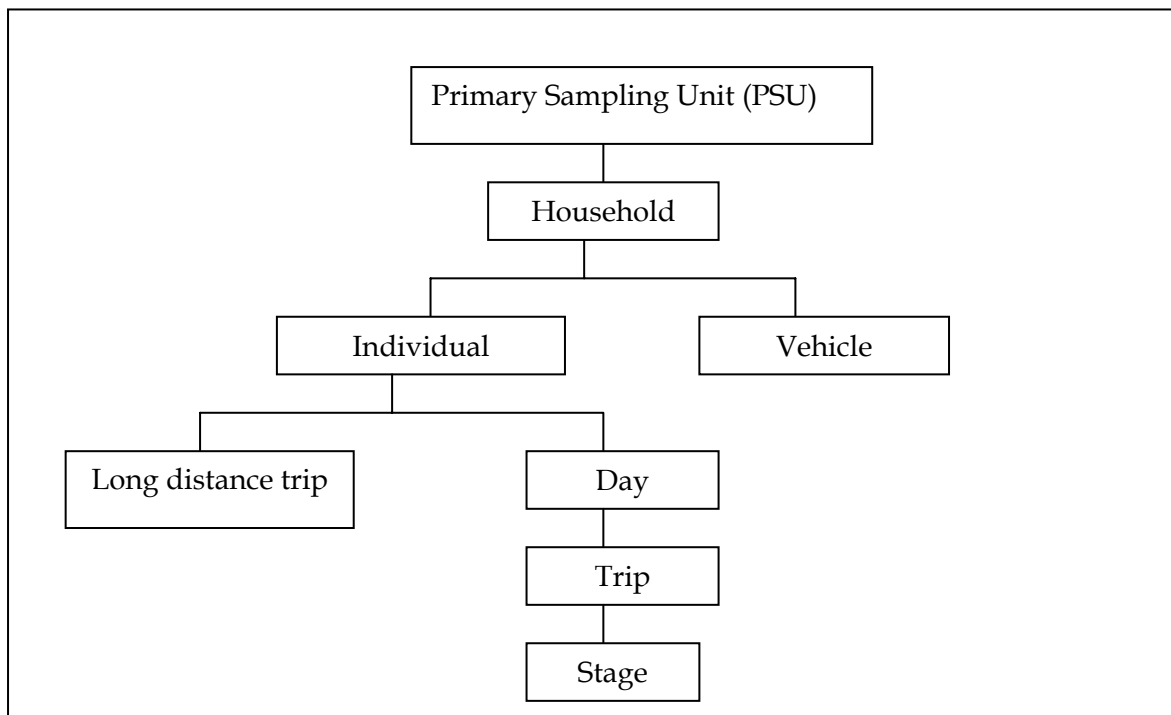 Primary Sampling Unit (PSU)
Household
Individual
Vehicle
Long distance trip
Day
Trip
Stage